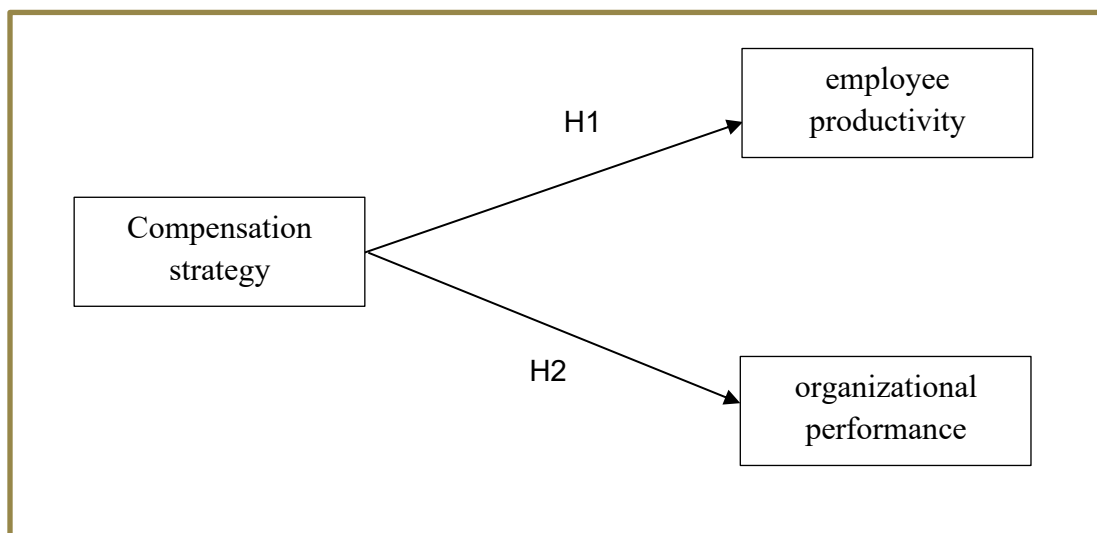 employee
productivity
H1
Compensation
strategy
H2
organizational
performance